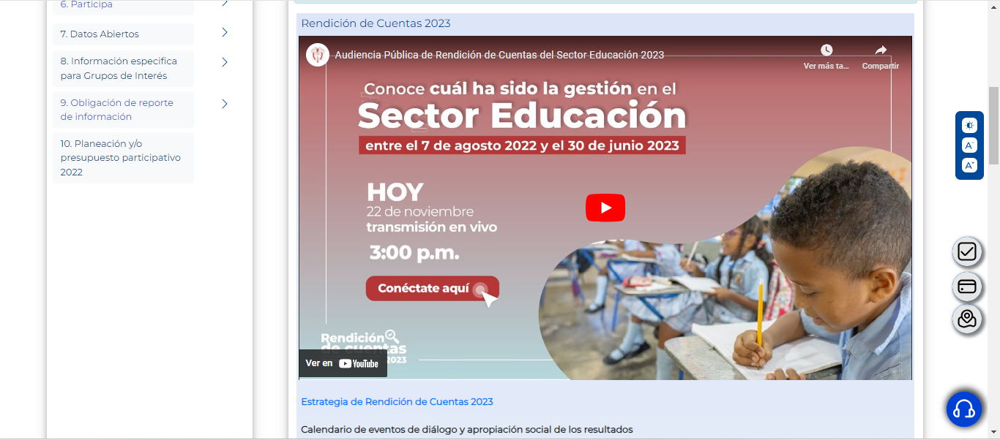 6. Participa
7. Datos Abiertos
8. Información especifica
para Grupos de Interés
9. Obligación de reporte
de información
10. Planeación y/o
presupuesto participativo
2022
Rendición de Cuentas 2023
Audiencia Pública de Rendición de Cuentas del Sector Educación 2023
Ver más ta...
Compartir
Conoce cuál ha sido la gestión en el
Sector Educación
entre el 7 de agosto 2022 y el 30 de junio 2023
HOY
22 de noviembre
transmisión en vivo
3:00 p.m.
Conéctate aquí
Rendición
de cuentas
2023
Ver en YouTube
Estrategia de Rendición de Cuentas 2023
Calendario de eventos de diálogo y apropiación social de los resultados
A-
A+